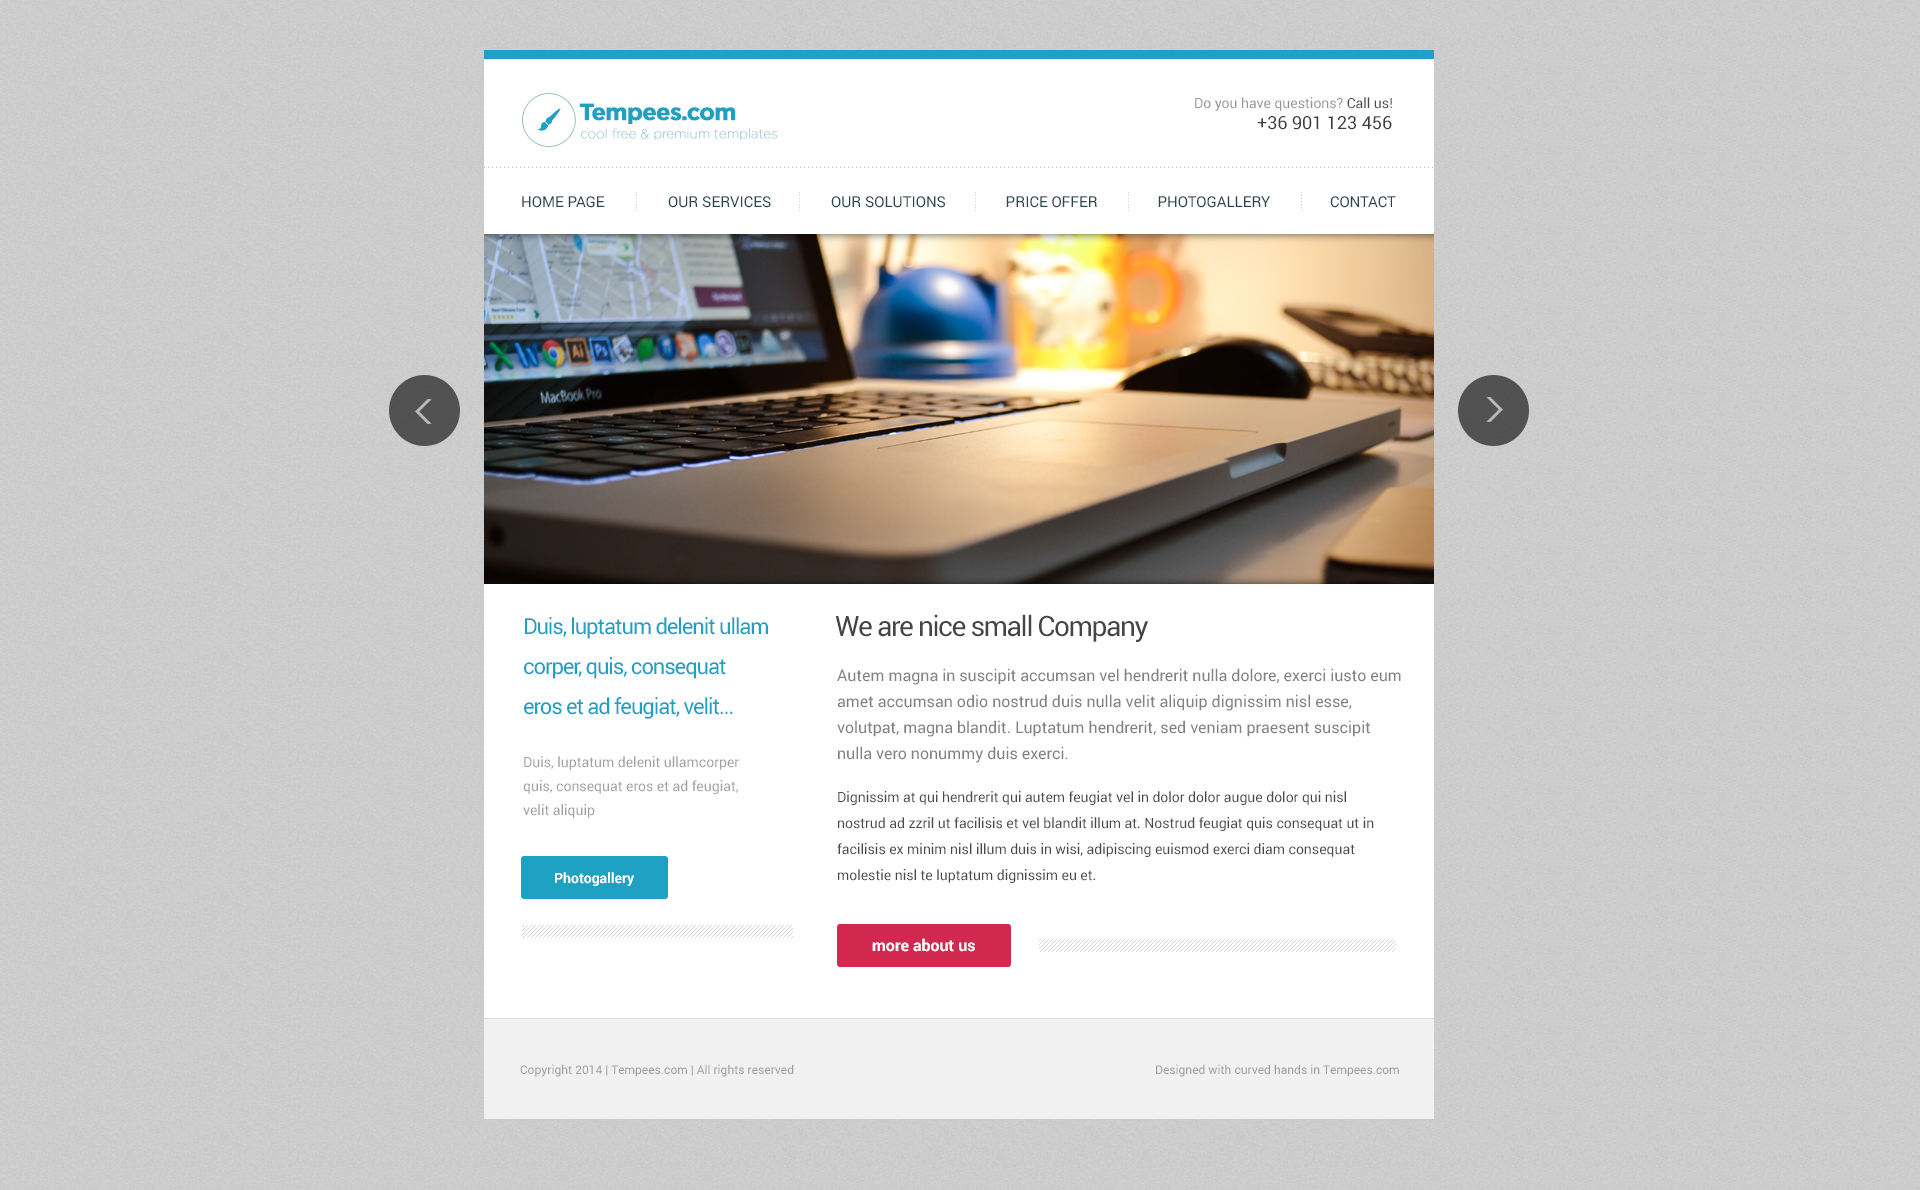 Tempees.com
cool free & premium templates
Do you have questions? Call us!
+36 901 123 456
HOME PAGE
OUR SERVICES
OUR SOLUTIONS
PRICE OFFER
PHOTOGALLERY
CONTACT
MacBook Pro
Duis, luptatum delenit ullam
corper, quis, consequat
eros et ad feugiat, velit...
Duis, luptatum delenit ullamcorper
quis, consequat eros et ad feugiat,
velit aliquip
Photogallery
We are nice small Company
Autem magna in suscipit accumsan vel hendrerit nulla dolore, exerci iusto eum
amet accumsan odio nostrud duis nulla velit aliquip dignissim nisl esse,
volutpat, magna blandit. Luptatum hendrerit, sed veniam praesent suscipit
nulla vero nonummy duis exerci.
Dignissim at qui hendrerit qui autem feugiat vel in dolor dolor augue dolor qui nisl
nostrud ad zzril ut facilisis et vel blandit illum at. Nostrud feugiat quis consequat ut in
facilisis ex minim nisl illum duis in wisi, adipiscing euismod exerci diam consequat
molestie nisl te luptatum dignissim eu et.
more about us
Copyright 2014 | Tempees.com | All rights reserved
Designed with curved hands in Tempees.com